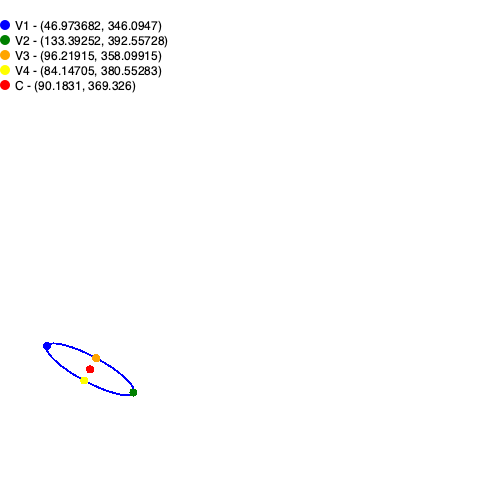 V1 - (46.973682, 346.0947)
V2 - (133.39252, 392.55728)
V3 - (96.21915, 358.09915)
V4 - (84.14705, 380.55283)
C - (90.1831, 369.326)